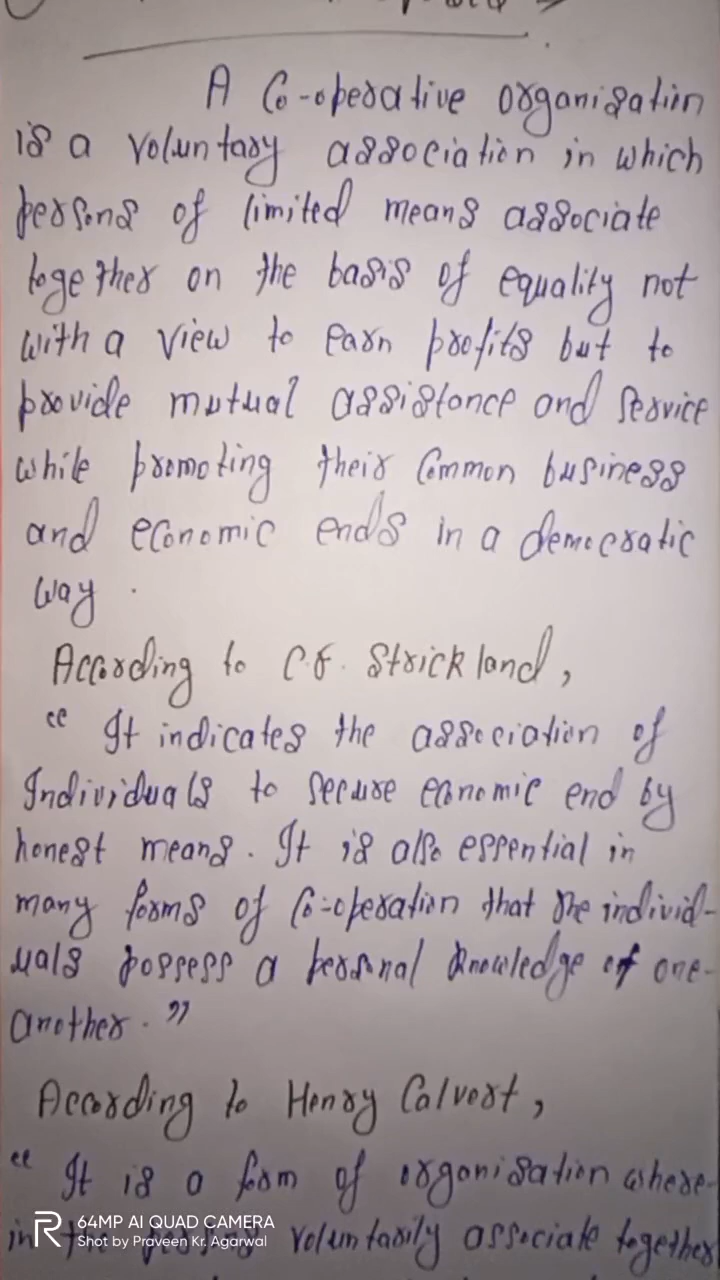 A Co-operative organisation
is a voluntary association in which
persons of limited means associate
together on the basis of equality not
with a view to earn profits but to
provide mutual assistance and service
while promoting their Common business
and economic ends in a democratic
way.
According to C.F. Strickland,
“ It indicates the association of
Individuals to secure economic end by
honest means. It is also essential in
many forms of Co-operation that the individ-
uals possess a personal knowledge of one-
another. ”
According to Henry Calvert,
“ It is a form of organisation where-
in the voluntarily associate together
64MP AI QUAD CAMERA
Shot by Praveen Kr. Agarwal